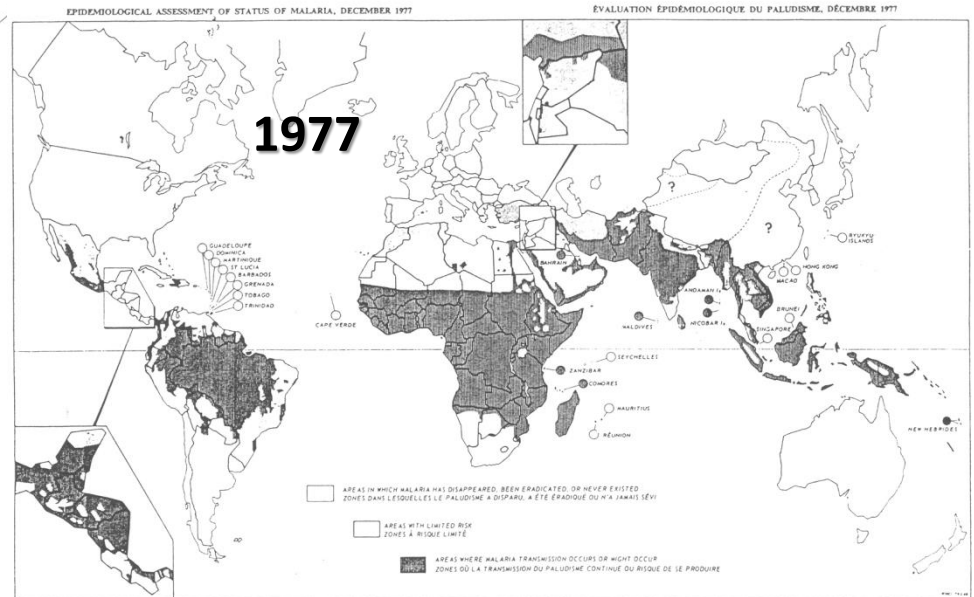 EPIDEMIOLOGICAL ASSESSMENT OF STATUS OF MALARIA, DECEMBER 1977
ÉVALUATION ÉPIDÉMIOLOGIQUE DU PALUDISME, DÉCEMBRE 1977
1977
?
?
RYUKYU
ISLANDS
GUADELOUPE
DOMINICA
MARTINIQUE
ST LUCIA
BARBADOS
GRENADA
TOBAGO
TRINIDAD
BAHRAIN
HONG-KONG
MACAO
ANDAMAN Is
NICOBAR Is
CAPE VERDE
MALDIVES
BRUNEI
SINGAPORE
SEYCHELLES
ZANZIBAR
COMORES
MAURITIUS
RÉUNION
NEW HEBRIDES
AREAS IN WHICH MALARIA HAS DISAPPEARED, BEEN ERADICATED, OR NEVER EXISTED
ZONES DANS LESQUELLES LE PALUDISME A DISPARU, A ÉTÉ ÉRADIQUÉ OU N'A JAMAIS SÉVI
AREAS WITH LIMITED RISK
ZONES À RISQUE LIMITÉ
AREAS WHERE MALARIA TRANSMISSION OCCURS OR MIGHT OCCUR
ZONES OÙ LA TRANSMISSION DU PALUDISME CONTINUE OU RISQUE DE SE PRODUIRE